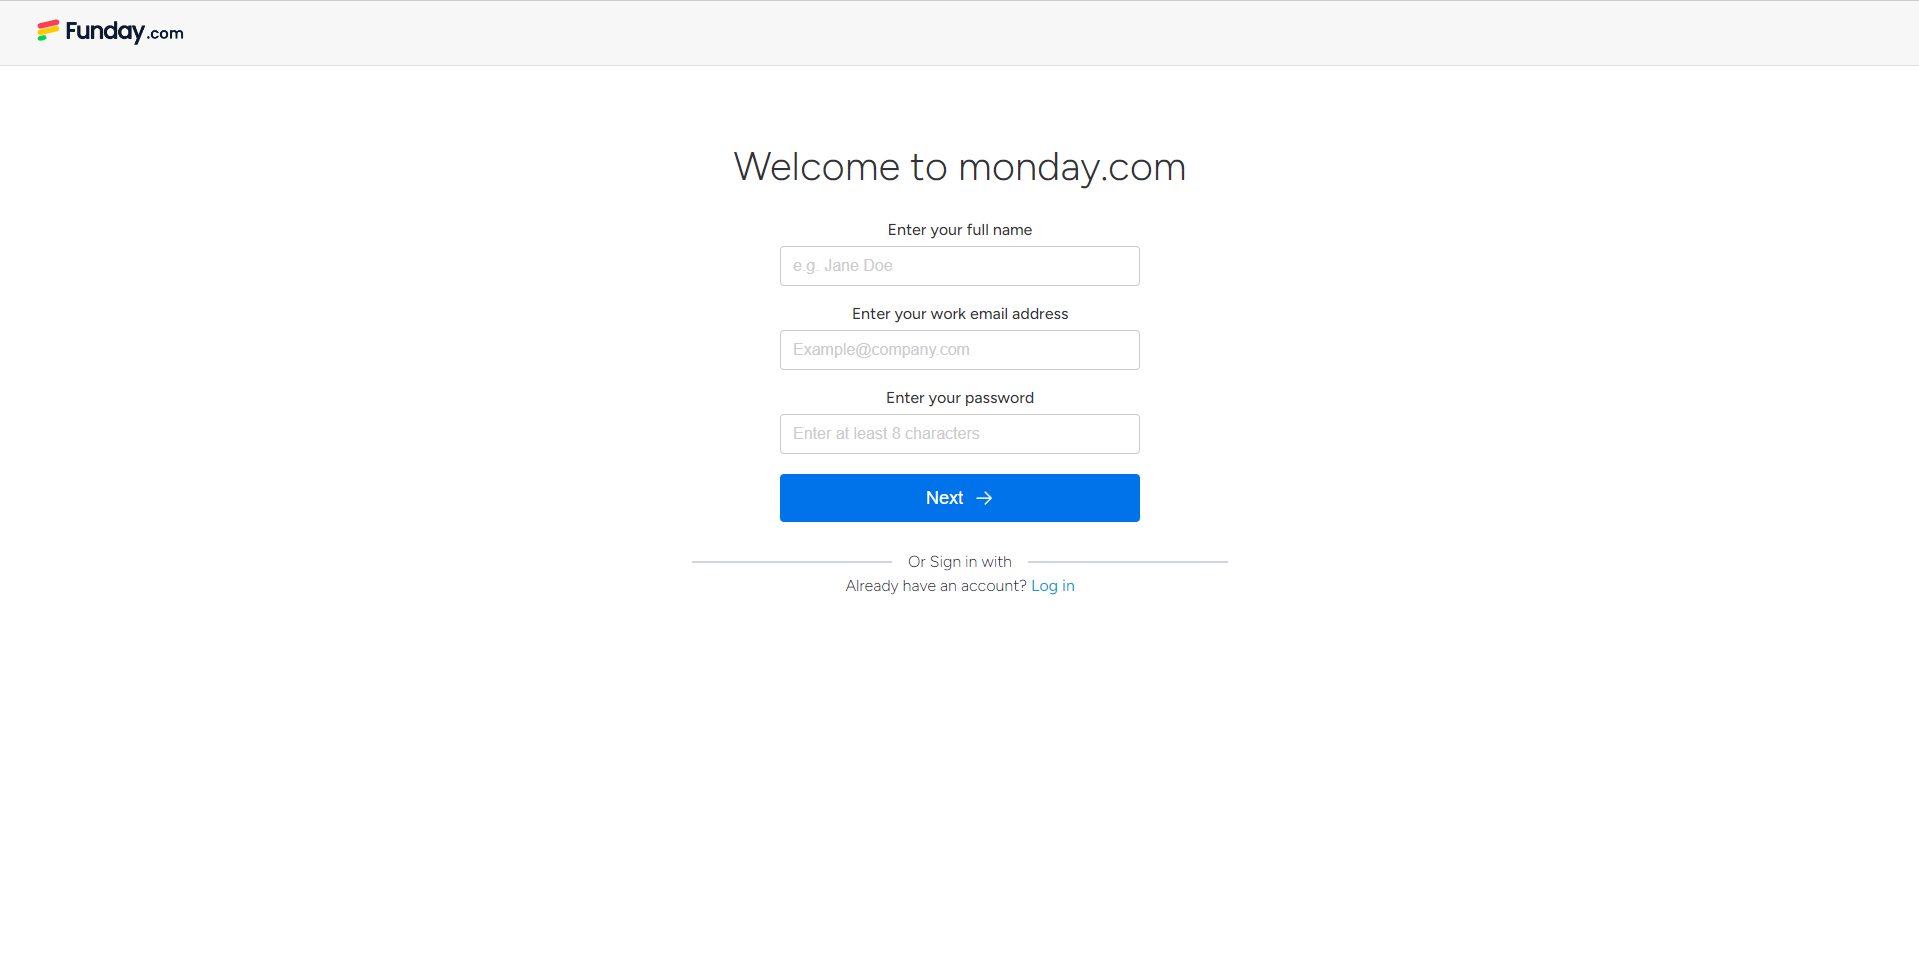 Funday.com
Welcome to monday.com
Enter your full name
e.g. Jane Doe
Enter your work email address
Example@company.com
Enter your password
Enter at least 8 characters
Next →
Or Sign in with
Already have an account? Log in